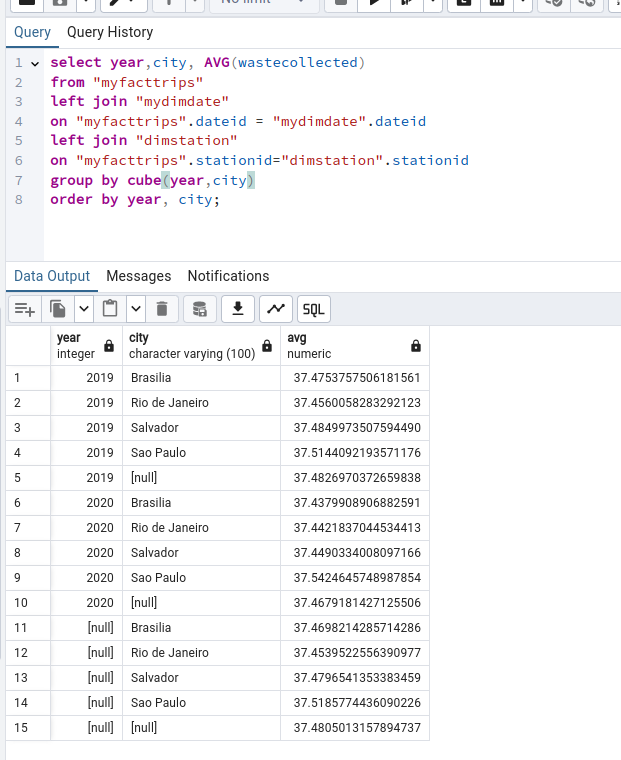 No limit
Query Query History
1 select year,city, AVG(wastecollected)
2 from "myfacttrips"
3 left join "mydimdate"
4 on "myfacttrips".dateid = "mydimdate".dateid
5 left join "dimstation"
6 on "myfacttrips".stationid="dimstation".stationid
7 group by cube(year,city)
8 order by year, city;
Data Output Messages Notifications
SQL
year city avg
integer character varying (100) numeric
1 2019 Brasilia 37.4753757506181561
2 2019 Rio de Janeiro 37.4560058283292123
3 2019 Salvador 37.4849973507594490
4 2019 Sao Paulo 37.5144092193571176
5 2019 [null] 37.4826970372659838
6 2020 Brasilia 37.4379908906882591
7 2020 Rio de Janeiro 37.4421837044534413
8 2020 Salvador 37.4490334008097166
9 2020 Sao Paulo 37.5424645748987854
10 2020 [null] 37.4679181427125506
11 [null] Brasilia 37.4698214285714286
12 [null] Rio de Janeiro 37.4539522556390977
13 [null] Salvador 37.4796541353383459
14 [null] Sao Paulo 37.5185774436090226
15 [null] [null] 37.4805013157894737